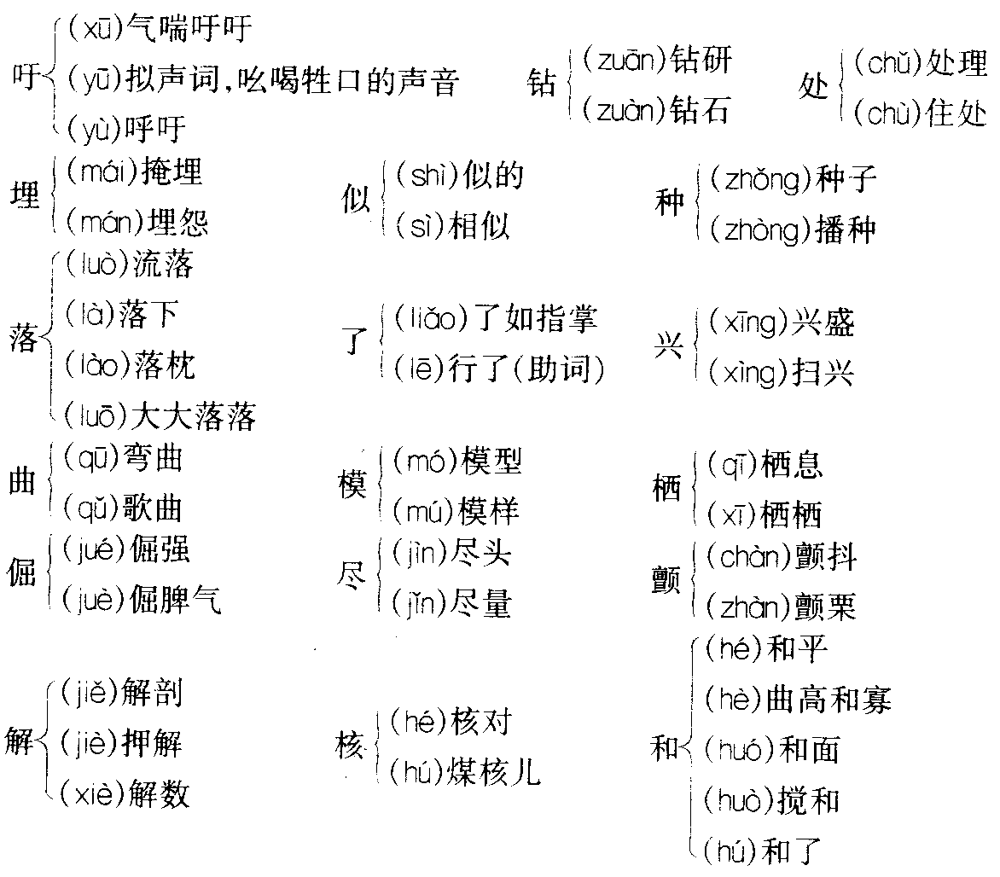 吁
(xū)气喘吁吁
(yū)拟声词,吆喝牲口的声音
(yù)呼吁
钻
(zuān)钻研
(zuàn)钻石
处
(chǔ)处理
(chù)住处
埋
(mái)掩埋
(mán)埋怨
似
(shì)似的
(sì)相似
种
(zhǒng)种子
(zhòng)播种
落
(luò)流落
(là)落下
(lào)落枕
(luō)大大落落
了
(liǎo)了如指掌
(lē)行了(助词)
兴
(xīng)兴盛
(xìng)扫兴
曲
(qū)弯曲
(qǔ)歌曲
模
(mó)模型
(mú)模样
栖
(qī)栖息
(xī)栖栖
倔
(jué)倔强
(juè)倔脾气
尽
(jìn)尽头
(jǐn)尽量
颤
(chàn)颤抖
(zhàn)颤栗
解
(jiě)解剖
(jiè)押解
(xiè)解数
核
(hé)核对
(hú)煤核儿
和
(hé)和平
(hè)曲高和寡
(huó)和面
(huò)搅和
(hú)和了